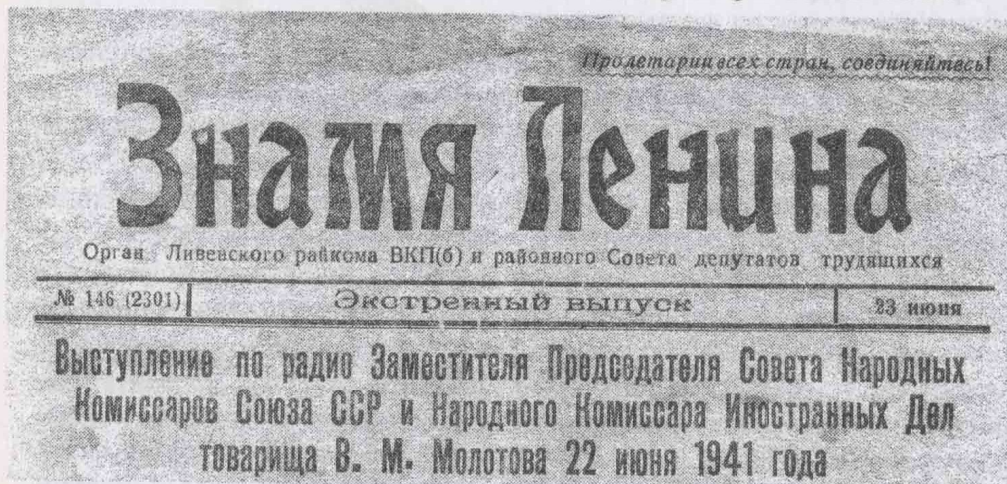 Пролетарии всех стран, соединяйтесь!
Знамя Ленина
Орган Ливенского райкома ВКП(б) и районного Совета депутатов трудящихся
№ 146 (2301) Экстренный выпуск 23 июня
Выступление по радио Заместителя Председателя Совета Народных
Комиссаров Союза ССР и Народного Комиссара Иностранных Дел
товарища В. М. Молотова 22 июня 1941 года